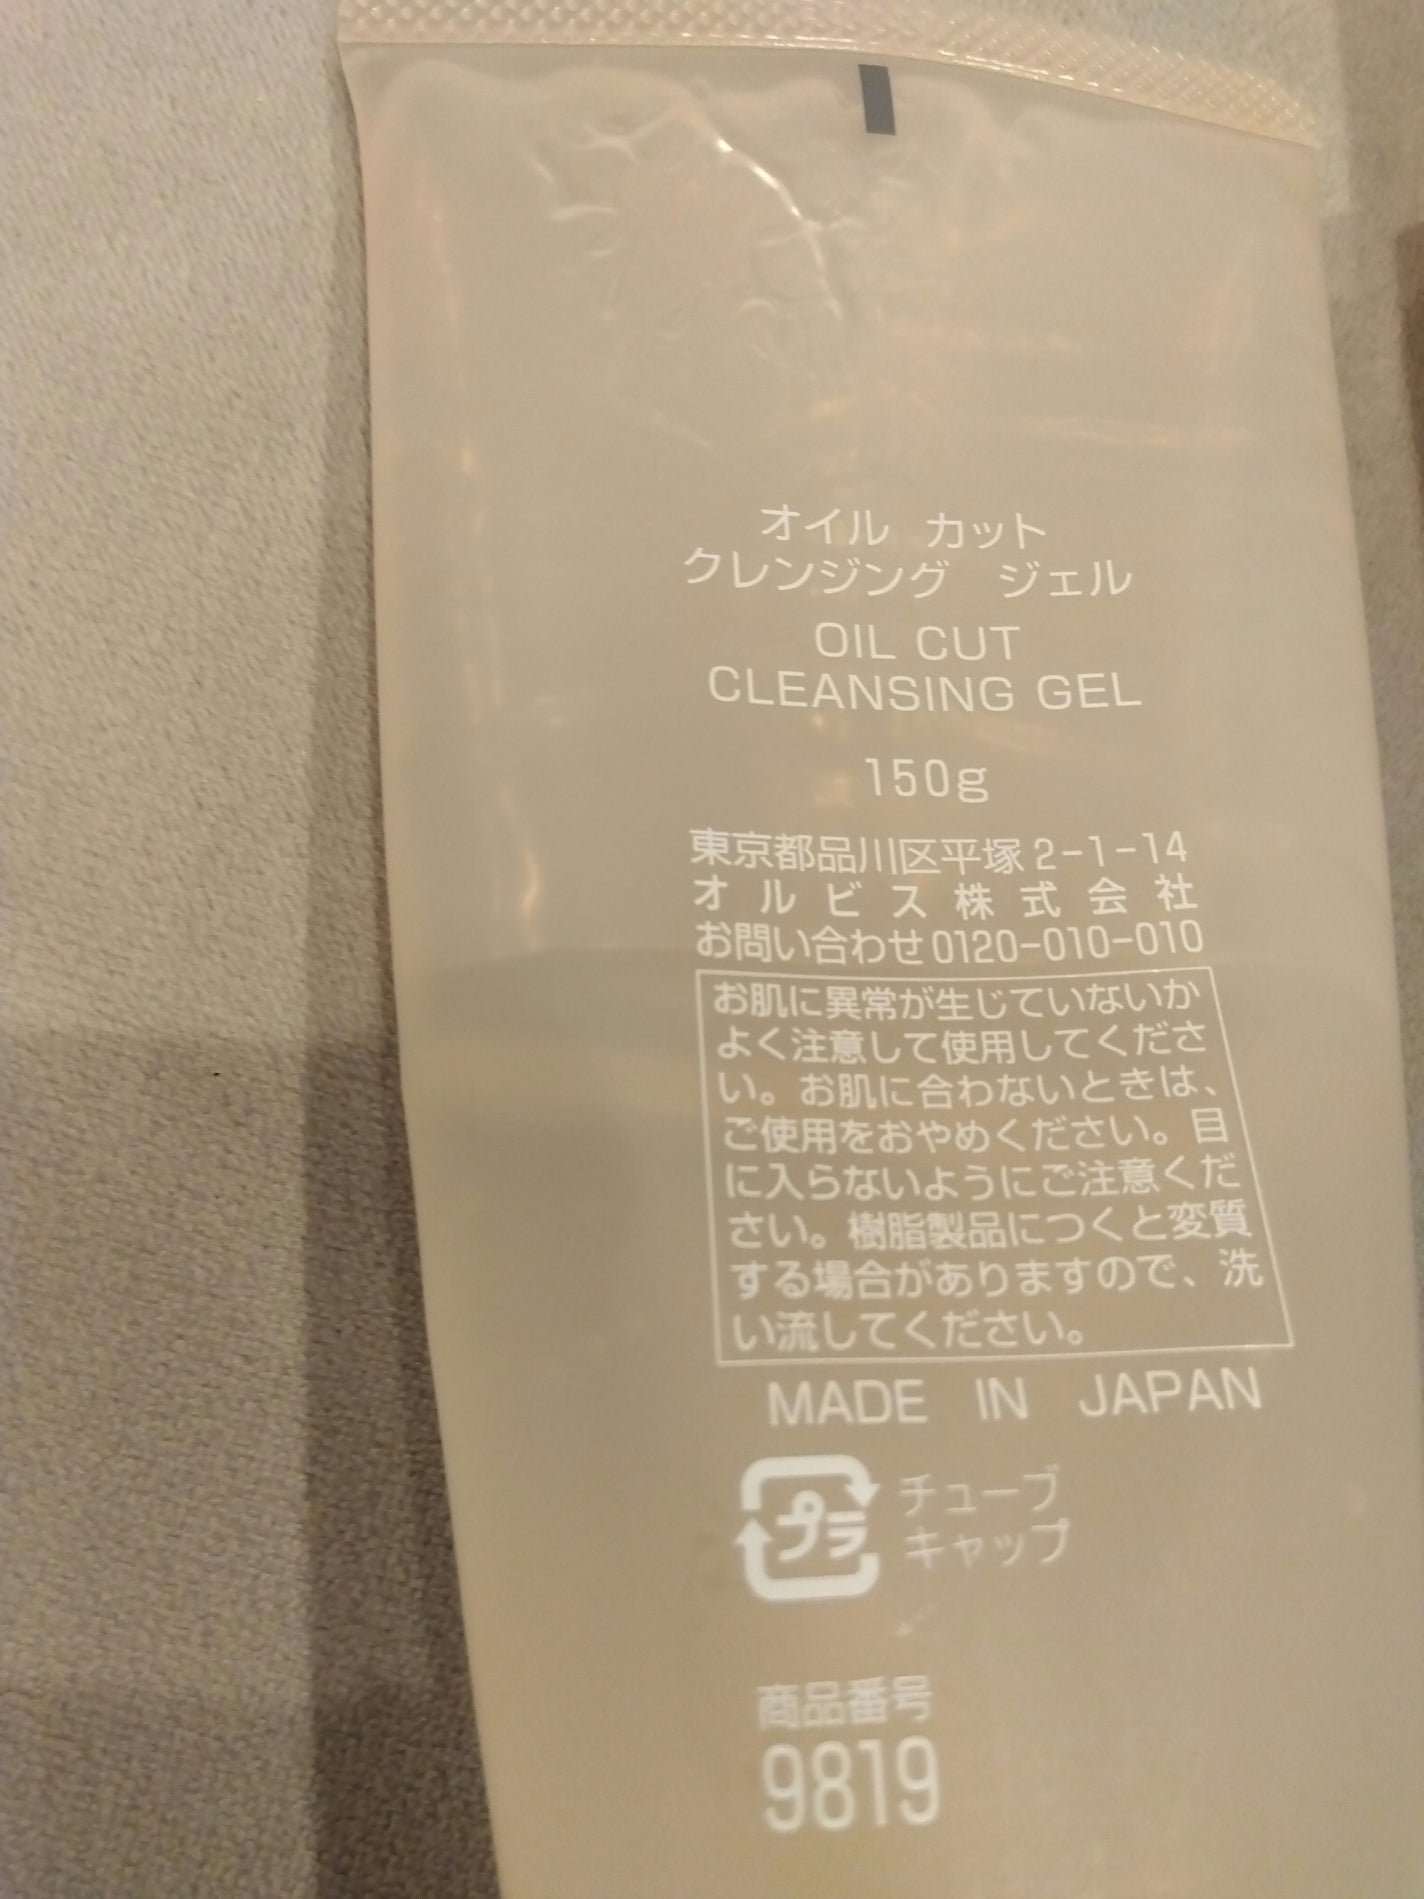 オイル カット
クレンジング ジェル
OIL CUT
CLEANSING GEL
150g
東京都品川区平塚2-1-14
オルビス株式会社
お問い合わせ0120-010-010
お肌に異常が生じていないか
よく注意して使用してくださ
い。お肌に合わないときは、
ご使用をおやめください。目
に入らないようにご注意くだ
さい。樹脂製品につくと変質
する場合がありますので、洗
い流してください。
MADE IN JAPAN
プラ チューブ
キャップ
商品番号
9819